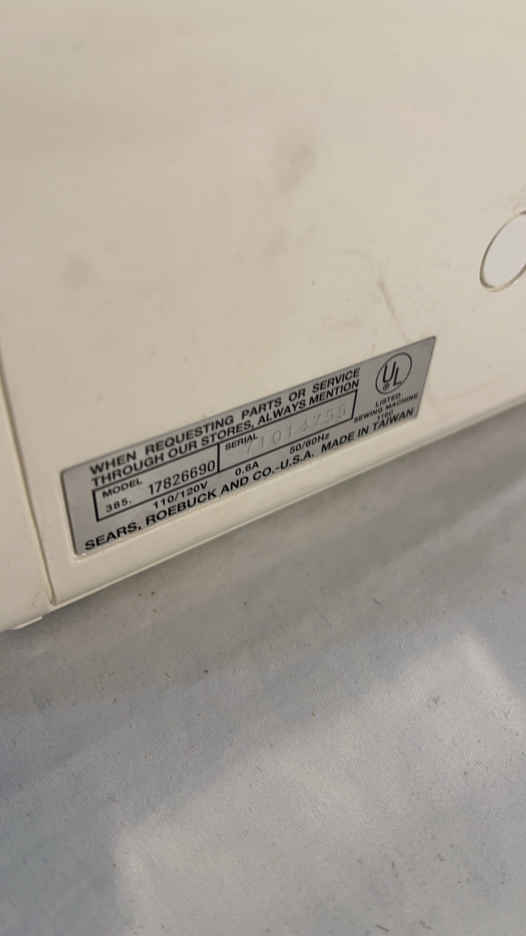 WHEN REQUESTING PARTS OR SERVICE
THROUGH OUR STORES, ALWAYS MENTION
MODEL
385. 17826690
SERIAL
110/120V 0.6A 50/60Hz
SEARS, ROEBUCK AND CO.-U.S.A. MADE IN TAIWAN
UL
LISTED
SEWING MACHINE